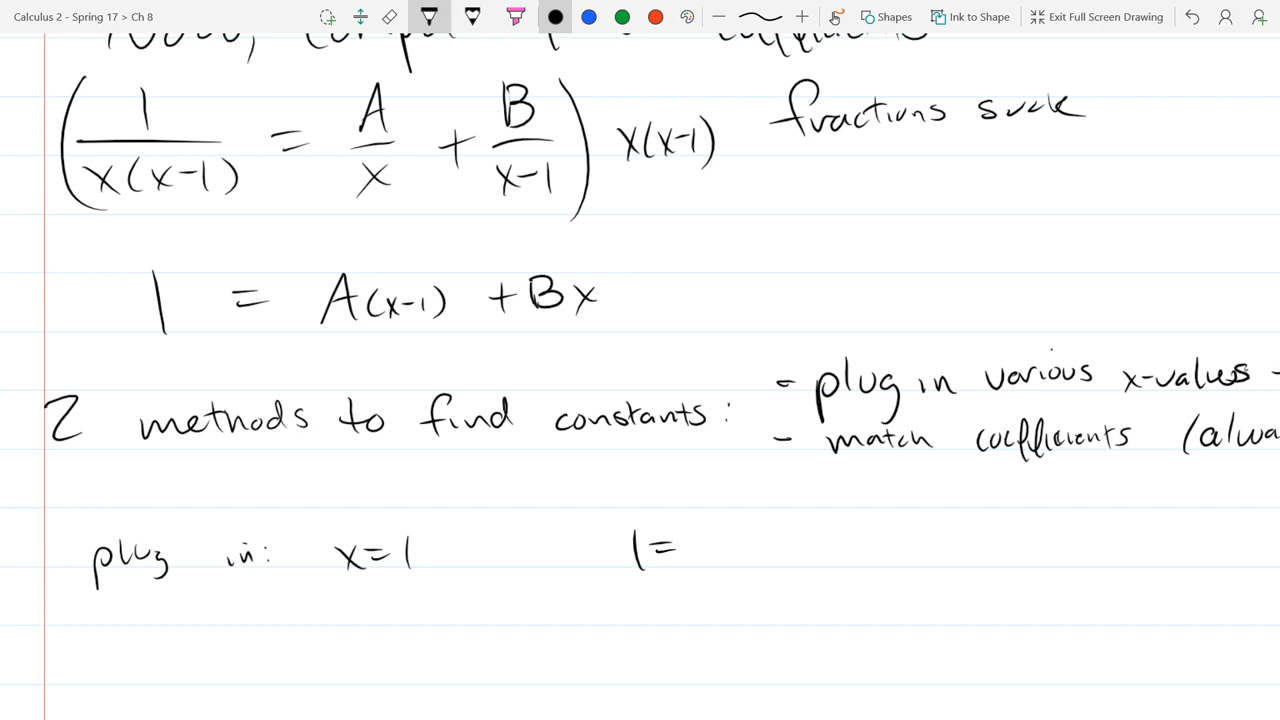 Calculus 2 - Spring 17 > Ch 8 Shapes Ink to Shape Exit Full Screen Drawing
coefficients
( 1/(x(x-1)) = A/x + B/(x-1) ) x(x-1) fractions suck
1 = A(x-1) + Bx
- plug in various x-values -
2 methods to find constants:
- match coefficients (alwa
plug in: x=1 1=